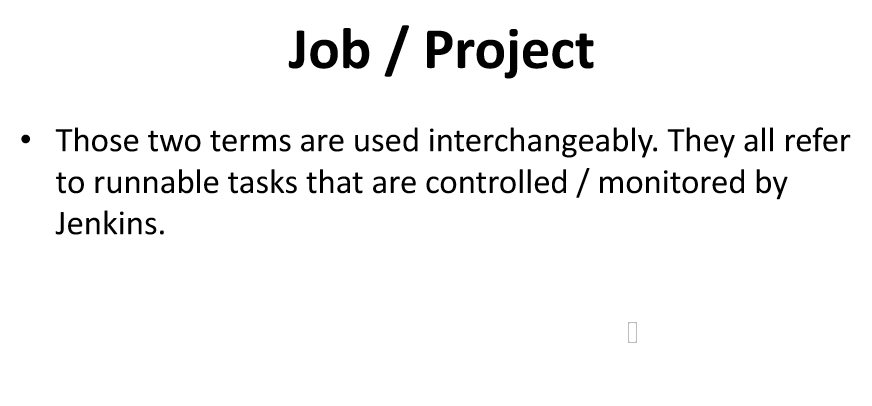 Job / Project
• Those two terms are used interchangeably. They all refer
to runnable tasks that are controlled / monitored by
Jenkins.